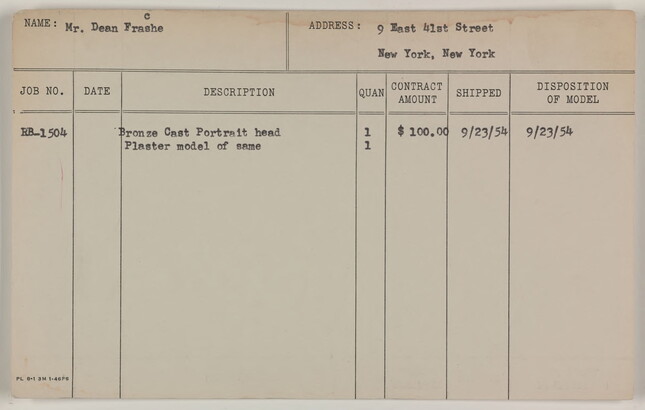 NAME: Mr. Dean Frashe
c
ADDRESS: 9 East 41st Street
New York, New York
JOB NO. DATE DESCRIPTION QUAN CONTRACT AMOUNT SHIPPED DISPOSITION OF MODEL
RB-1504 Bronze Cast Portrait head 1 $ 100.00 9/23/54 9/23/54
Plaster model of same 1